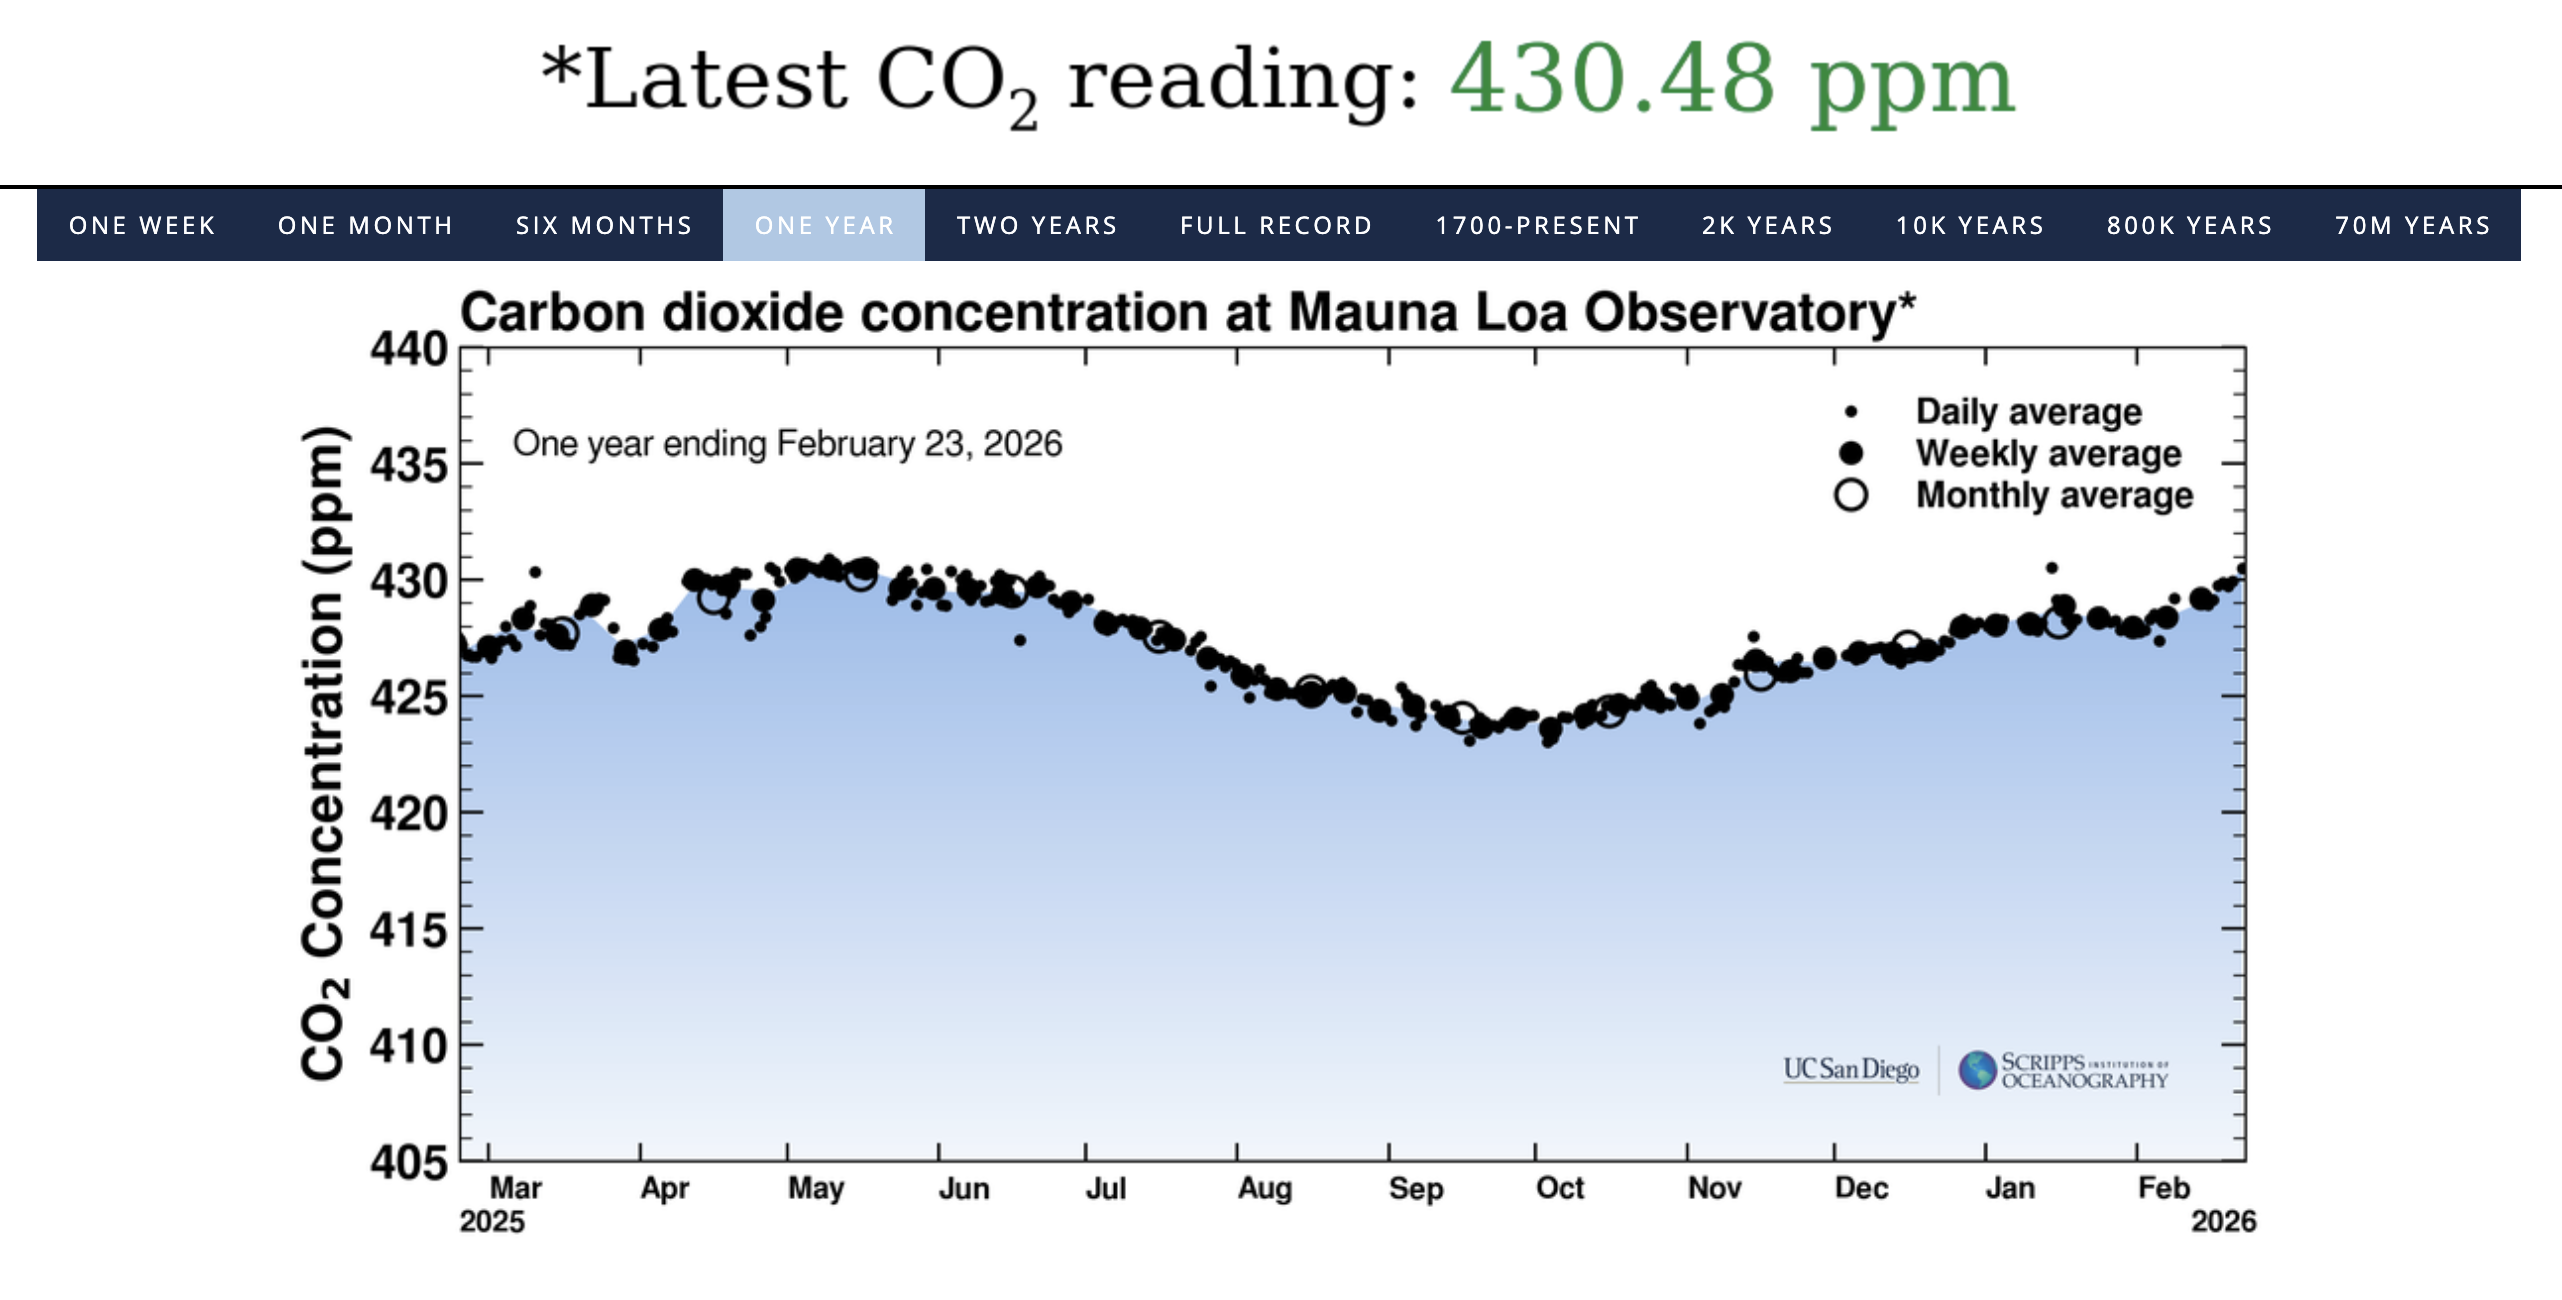 *Latest CO₂ reading: 430.48 ppm
ONE WEEK ONE MONTH SIX MONTHS ONE YEAR TWO YEARS FULL RECORD 1700-PRESENT 2K YEARS 10K YEARS 800K YEARS 70M YEARS
Carbon dioxide concentration at Mauna Loa Observatory*
CO₂ Concentration (ppm)
440
435
430
425
420
415
410
405
One year ending February 23, 2026
Daily average
Weekly average
Monthly average
UC San Diego
SCRIPPS INSTITUTION OF
OCEANOGRAPHY
Mar Apr May Jun Jul Aug Sep Oct Nov Dec Jan Feb
2025 2026